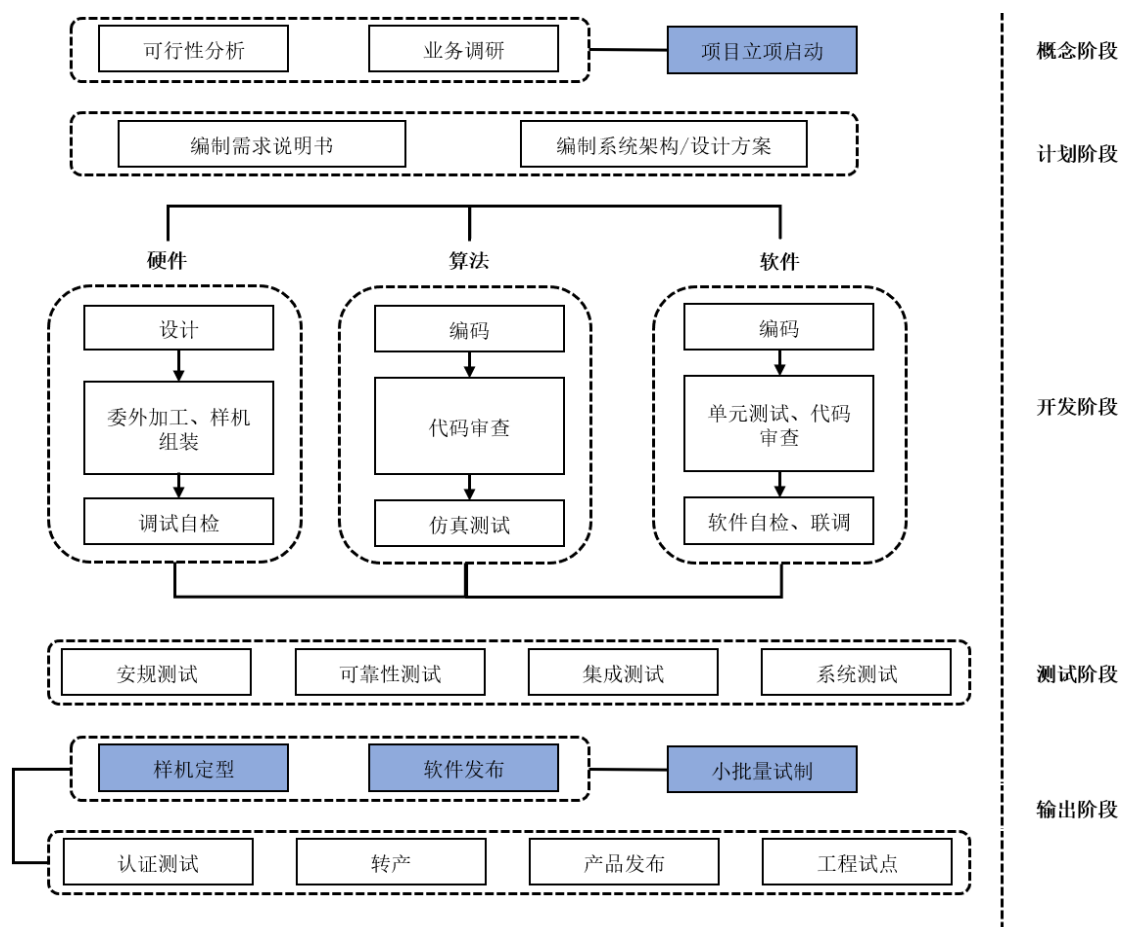 可行性分析
业务调研
项目立项启动
概念阶段
编制需求说明书
编制系统架构/设计方案
计划阶段
硬件
算法
软件
设计
编码
编码
委外加工、样机
组装
代码审查
单元测试、代码
审查
开发阶段
调试自检
仿真测试
软件自检、联调
安规测试
可靠性测试
集成测试
系统测试
测试阶段
样机定型
软件发布
小批量试制
输出阶段
认证测试
转产
产品发布
工程试点